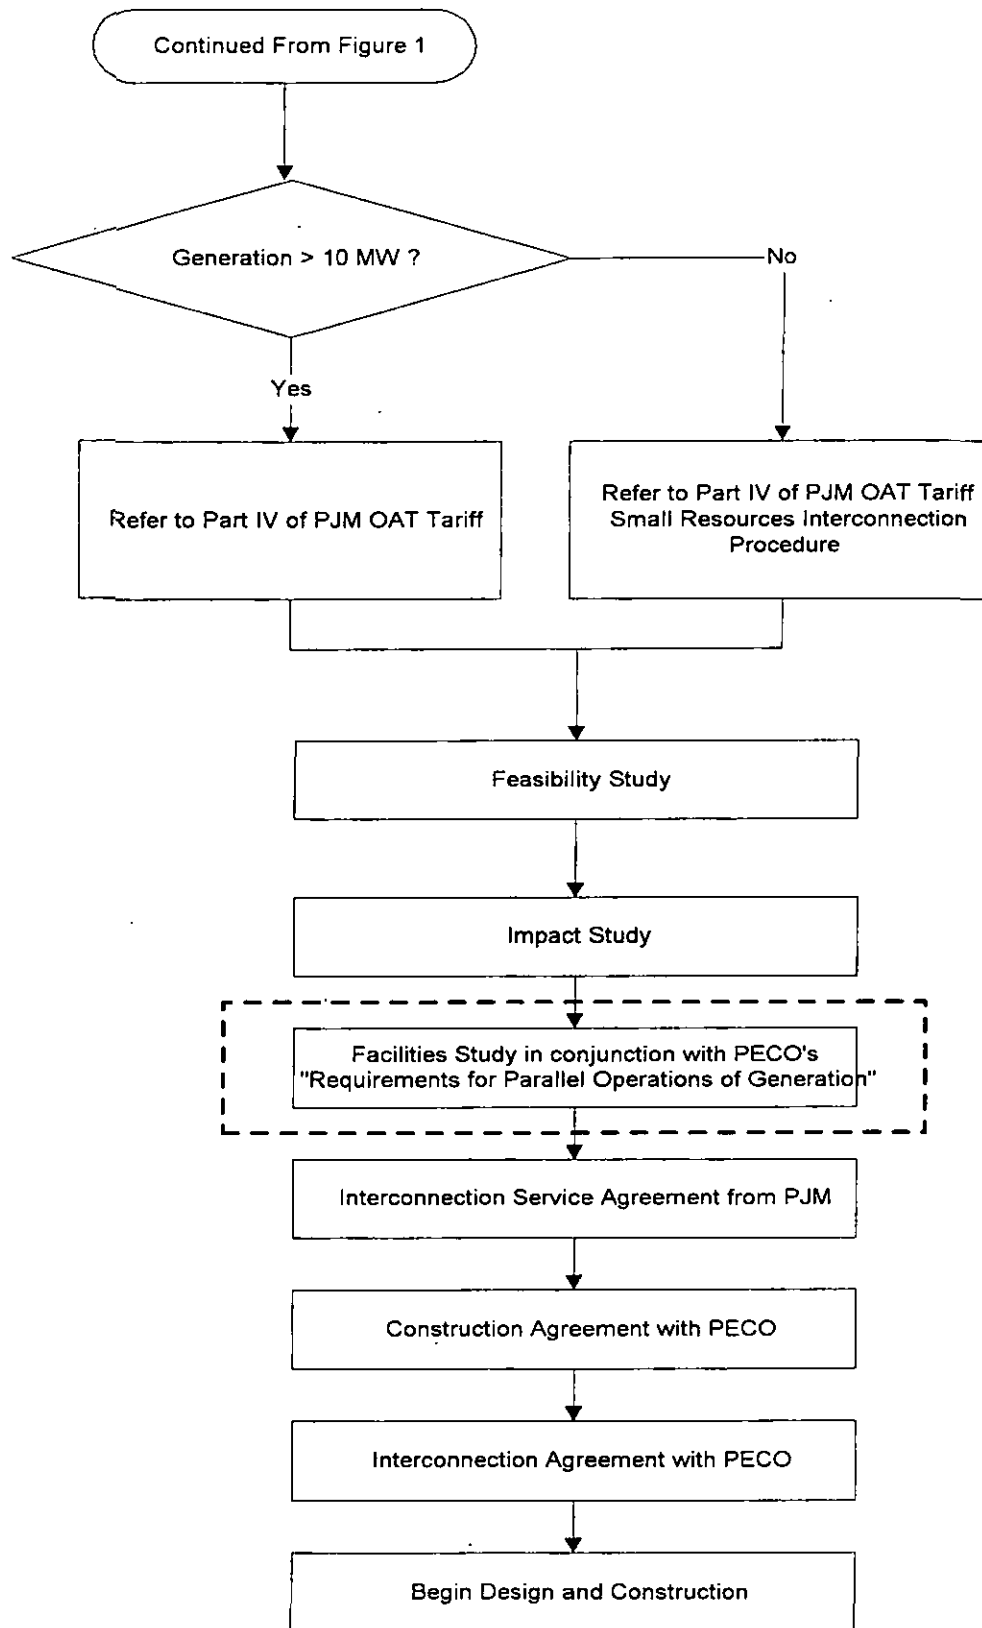 Continued From Figure 1
Generation > 10 MW ?
No
Yes
Refer to Part IV of PJM OAT Tariff
Refer to Part IV of PJM OAT Tariff
Small Resources Interconnection
Procedure
Feasibility Study
Impact Study
Facilities Study in conjunction with PECO's
"Requirements for Parallel Operations of Generation"
Interconnection Service Agreement from PJM
Construction Agreement with PECO
Interconnection Agreement with PECO
Begin Design and Construction